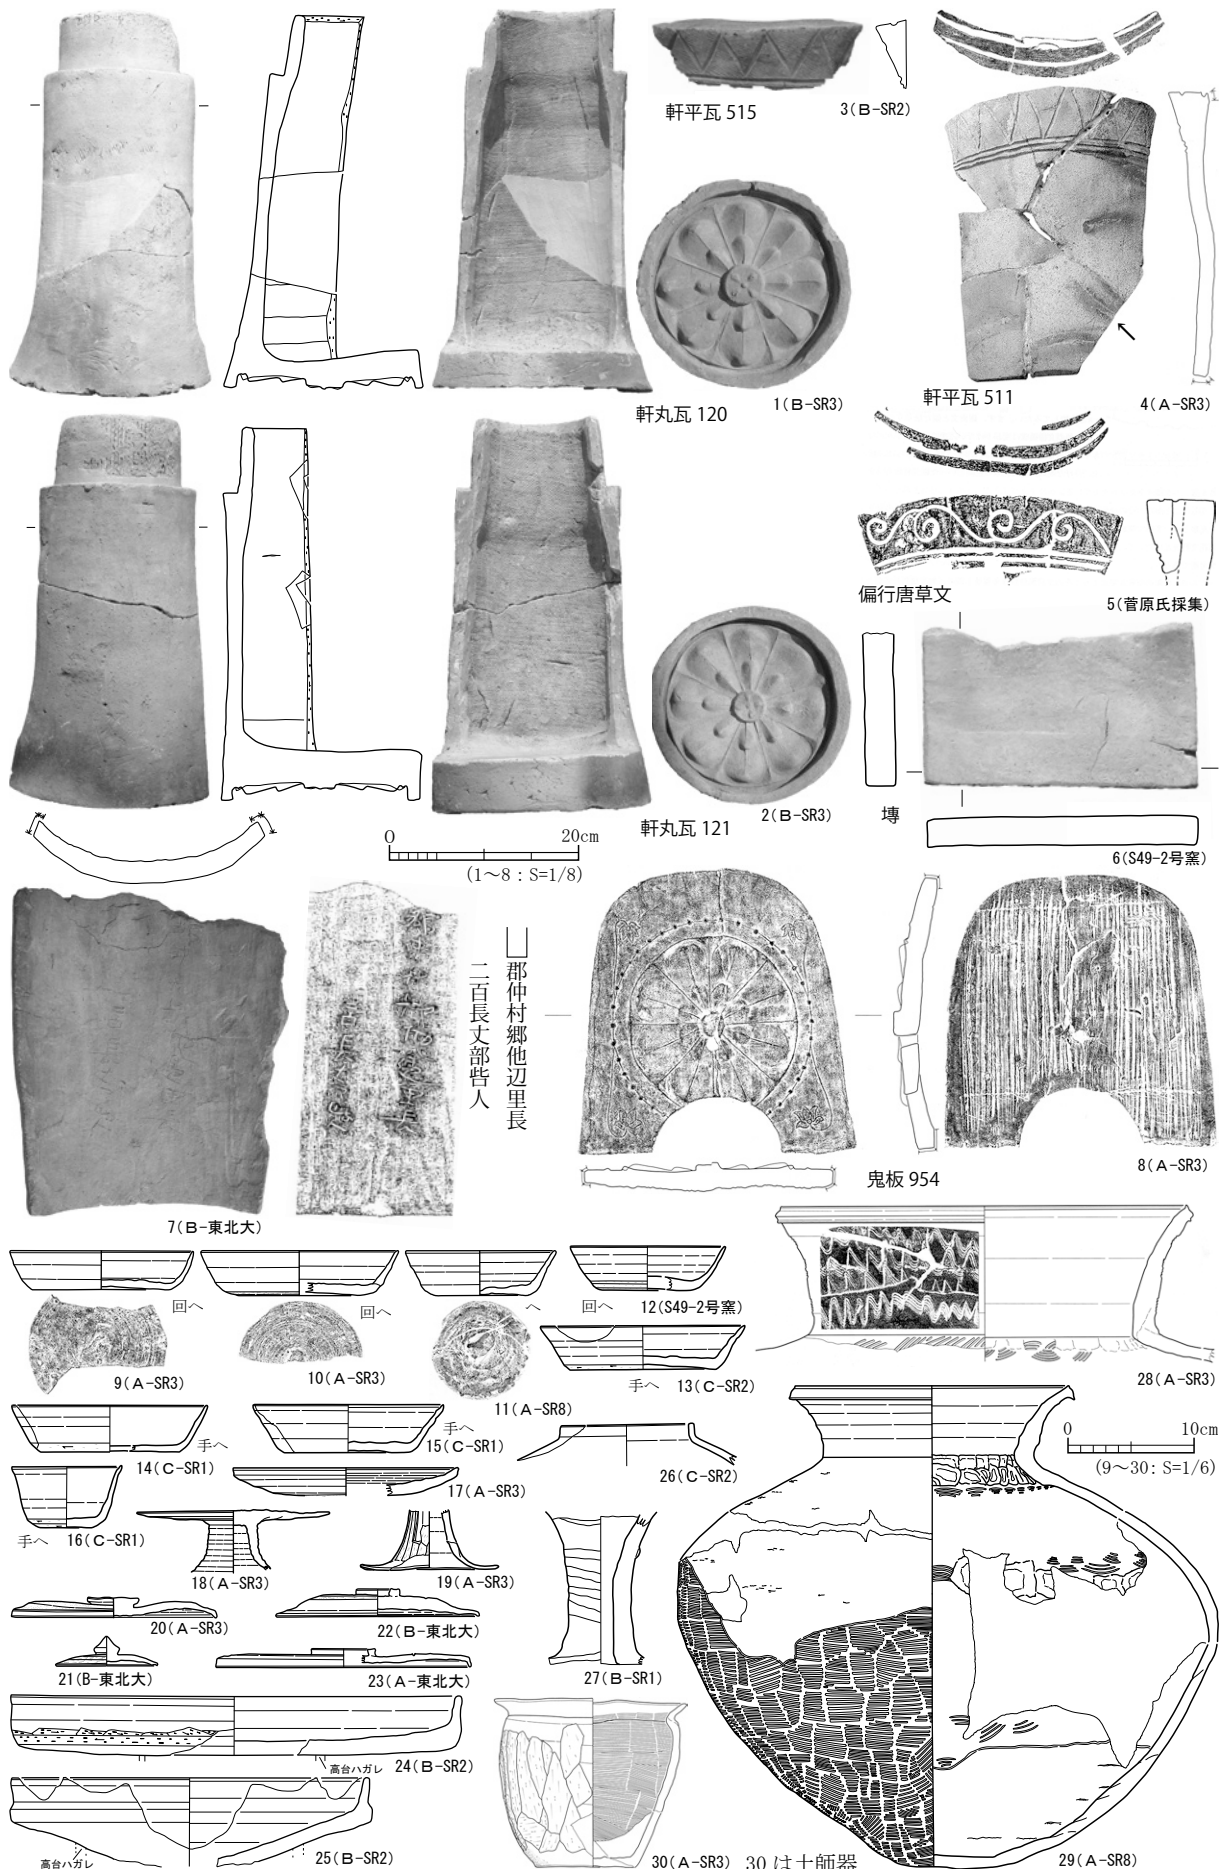 軒平瓦 515
3(B-SR2)
軒丸瓦 120
1(B-SR3)
軒平瓦 511
4(A-SR3)
偏行唐草文
5(菅原氏採集)
軒丸瓦 121
2(B-SR3)
塼
6(S49-2号窯)
0 20cm
(1～8 : S=1/8)
郡仲村郷他辺里長
二百長丈部呰人
7(B-東北大)
鬼板 954
8(A-SR3)
回ヘ
9(A-SR3)
回ヘ
10(A-SR3)
ヘ
11(A-SR8)
回ヘ
12(S49-2号窯)
手ヘ
13(C-SR2)
手ヘ
14(C-SR1)
手ヘ
15(C-SR1)
手ヘ
16(C-SR1)
17(A-SR3)
18(A-SR3)
19(A-SR3)
20(A-SR3)
21(B-東北大)
22(B-東北大)
23(A-東北大)
高台ハガレ
24(B-SR2)
高台ハガレ
25(B-SR2)
26(C-SR2)
27(B-SR1)
28(A-SR3)
0 10cm
(9～30 : S=1/6)
29(A-SR8)
30(A-SR3) 30 は土師器